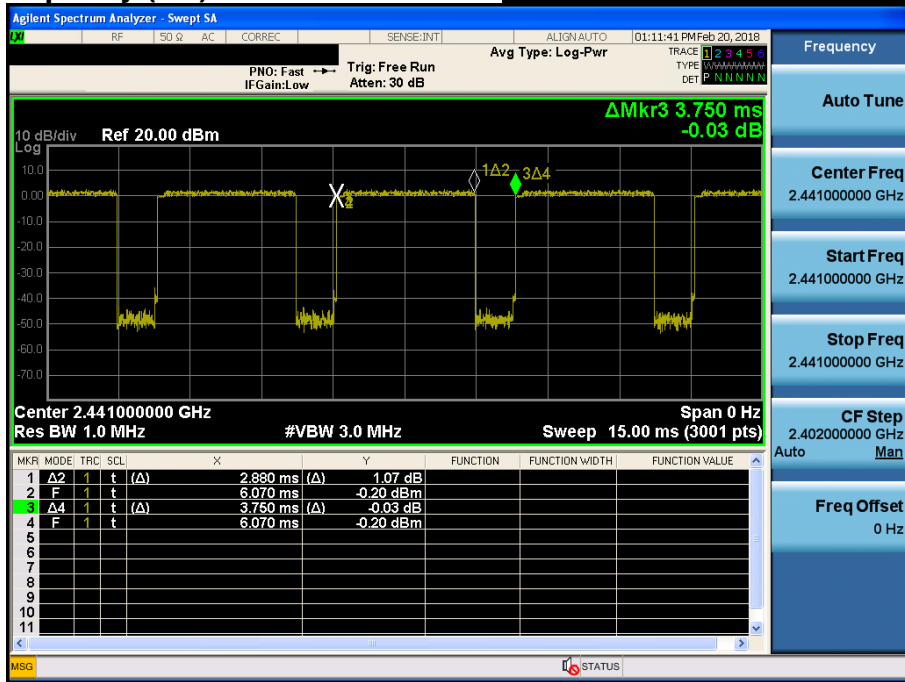 Agilent Spectrum Analyzer - Swept SA
LXI RF 50 Ω AC CORREC SENSE:INT ALIGN AUTO 01:11:41 PM Feb 20, 2018
PNO: Fast IFGain:Low
Trig: Free Run
Atten: 30 dB
Avg Type: Log-Pwr
TRACE 1 2 3 4 5 6
TYPE
DET P N N N N N
Frequency
ΔMkr3 3.750 ms
-0.03 dB
10 dB/div Ref 20.00 dBm
Log
10.0
0.00
-10.0
-20.0
-30.0
-40.0
-50.0
-60.0
-70.0
1Δ2
3Δ4
Center 2.441000000 GHz
Span 0 Hz
Res BW 1.0 MHz #VBW 3.0 MHz Sweep 15.00 ms (3001 pts)
MKR MODE TRC SCL X Y FUNCTION FUNCTION WIDTH FUNCTION VALUE
1 Δ2 1 t (Δ) 2.880 ms (Δ) 1.07 dB
2 F 1 t 6.070 ms -0.20 dBm
3 Δ4 1 t (Δ) 3.750 ms (Δ) -0.03 dB
4 F 1 t 6.070 ms -0.20 dBm
5
6
7
8
9
10
11
MSG
STATUS
Auto Tune
Center Freq
2.441000000 GHz
Start Freq
2.441000000 GHz
Stop Freq
2.441000000 GHz
CF Step
2.402000000 GHz
Auto Man
Freq Offset
0 Hz